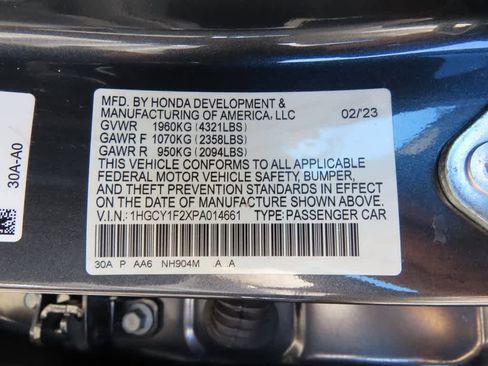 MFD. BY HONDA DEVELOPMENT &
MANUFACTURING OF AMERICA, LLC 02/23
GVWR 1960KG (4321LBS)
GAWR F 1070KG (2358LBS)
GAWR R 950KG (2094LBS)
THIS VEHICLE CONFORMS TO ALL APPLICABLE
FEDERAL MOTOR VEHICLE SAFETY, BUMPER,
AND THEFT PREVENTION STANDARDS IN EFFECT
ON THE DATE OF MANUFACTURE SHOWN ABOVE.
V.I.N.: 1HGCY1F2XPA014661 TYPE: PASSENGER CAR
30A P AA6 NH904M .A .A
30A-A0